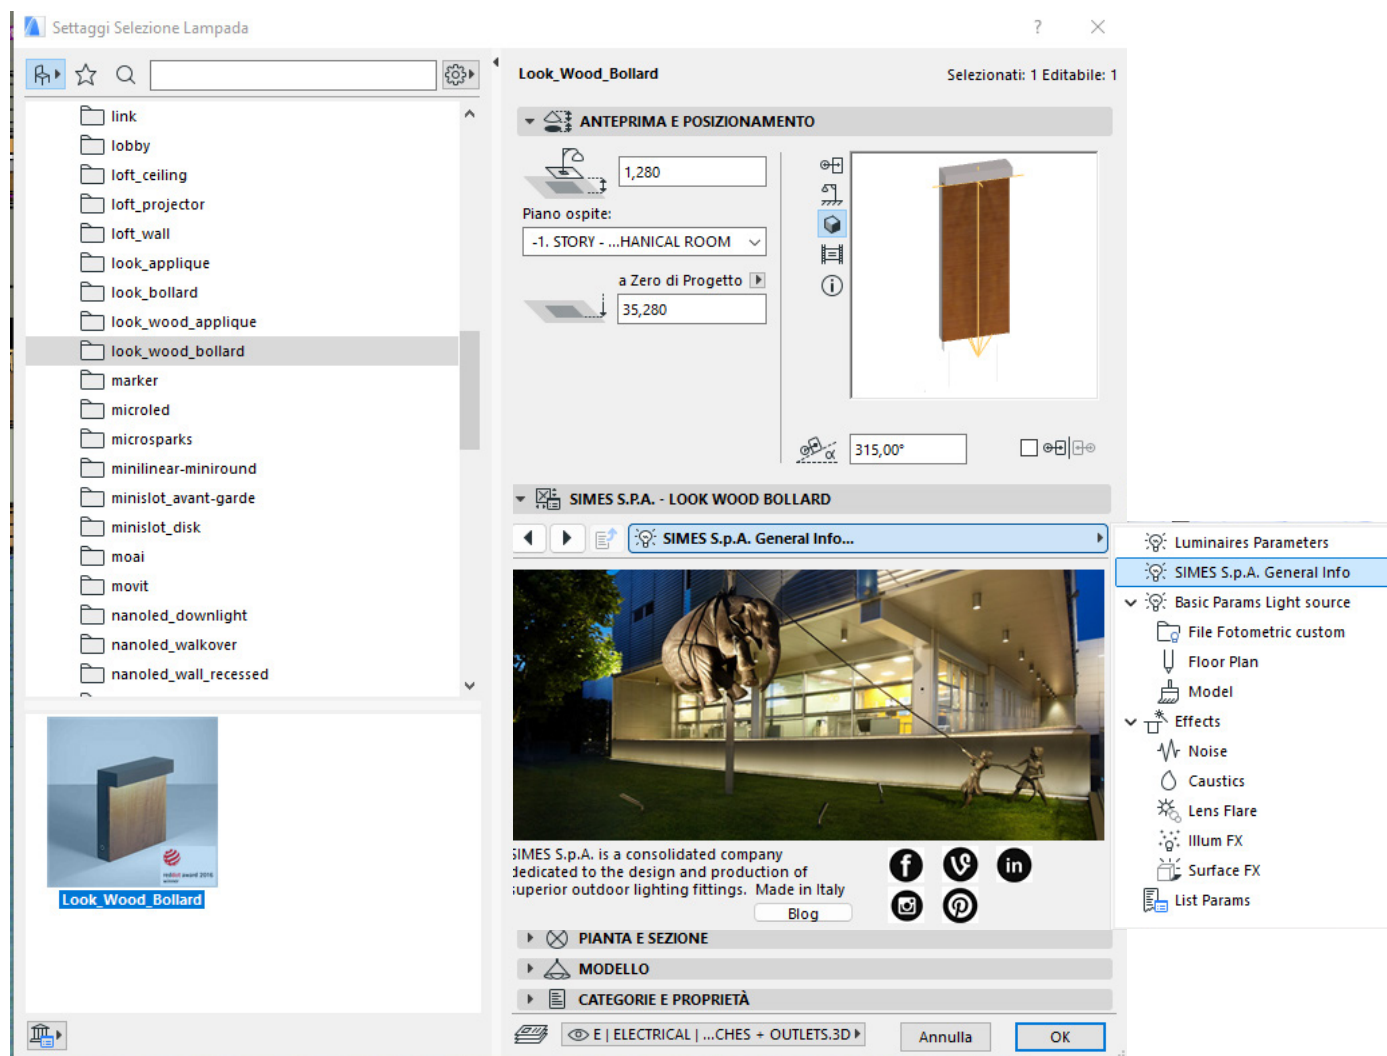 Settaggi Selezione Lampada
?
link
lobby
loft_ceiling
loft_projector
loft_wall
look_applique
look_bollard
look_wood_applique
look_wood_bollard
marker
microled
microsparks
minilinear-miniround
minislot_avant-garde
minislot_disk
moai
movit
nanoled_downlight
nanoled_walkover
nanoled_wall_recessed
reddot award 2016
winner
Look_Wood_Bollard
Look_Wood_Bollard
Selezionati: 1 Editabile: 1
ANTEPRIMA E POSIZIONAMENTO
1,280
Piano ospite:
-1. STORY - ...HANICAL ROOM
a Zero di Progetto
35,280
α
315,00°
SIMES S.P.A. - LOOK WOOD BOLLARD
SIMES S.p.A. General Info...
SIMES S.p.A. is a consolidated company
dedicated to the design and production of
superior outdoor lighting fittings. Made in Italy
Blog
PIANTA E SEZIONE
MODELLO
CATEGORIE E PROPRIETÀ
E | ELECTRICAL | ...CHES + OUTLETS.3D
Annulla
OK
Luminaires Parameters
SIMES S.p.A. General Info
Basic Params Light source
File Fotometric custom
Floor Plan
Model
Effects
Noise
Caustics
Lens Flare
Illum FX
Surface FX
List Params